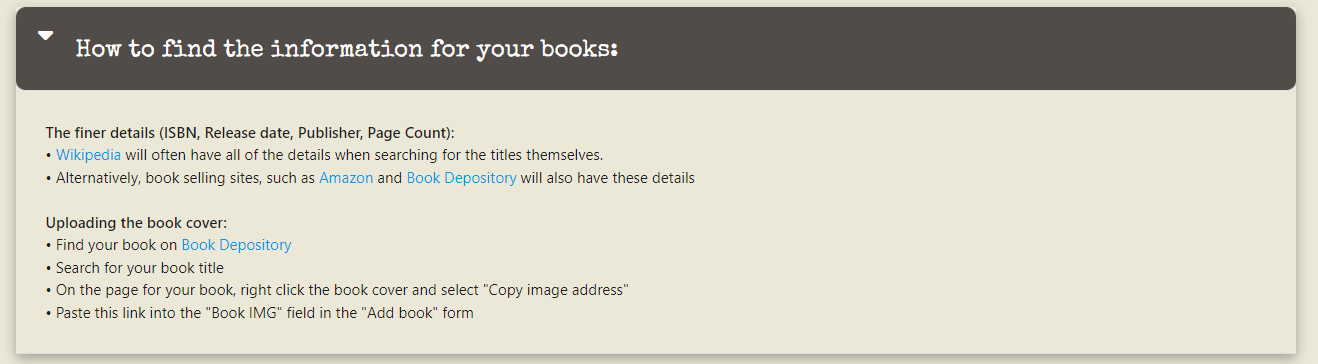 How to find the information for your books:
The finer details (ISBN, Release date, Publisher, Page Count):
• Wikipedia will often have all of the details when searching for the titles themselves.
• Alternatively, book selling sites, such as Amazon and Book Depository will also have these details
Uploading the book cover:
• Find your book on Book Depository
• Search for your book title
• On the page for your book, right click the book cover and select "Copy image address"
• Paste this link into the "Book IMG" field in the "Add book" form